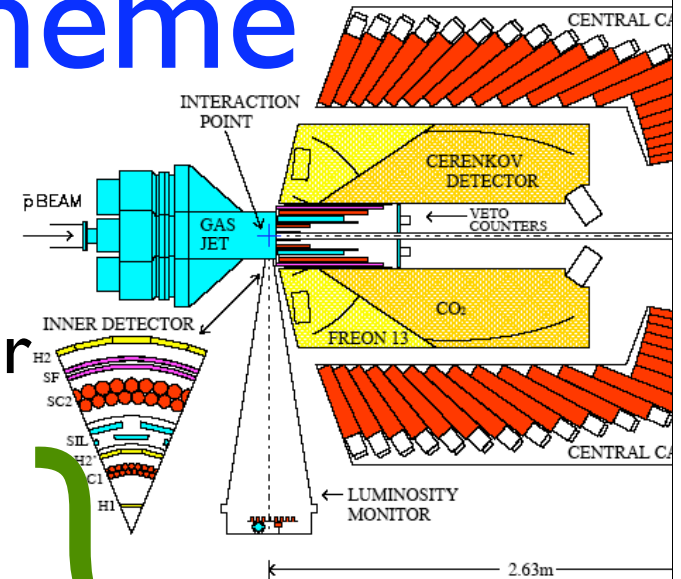 heme
CENTRAL CA
INTERACTION
POINT
CERENKOV
DETECTOR
p̅ BEAM
GAS
JET
VETO
COUNTERS
CO₂
INNER DETECTOR
FREON 13
r
H2
SF
SC2
SIL
H2'
C1
H1
CENTRAL CA
LUMINOSITY
MONITOR
2.63m